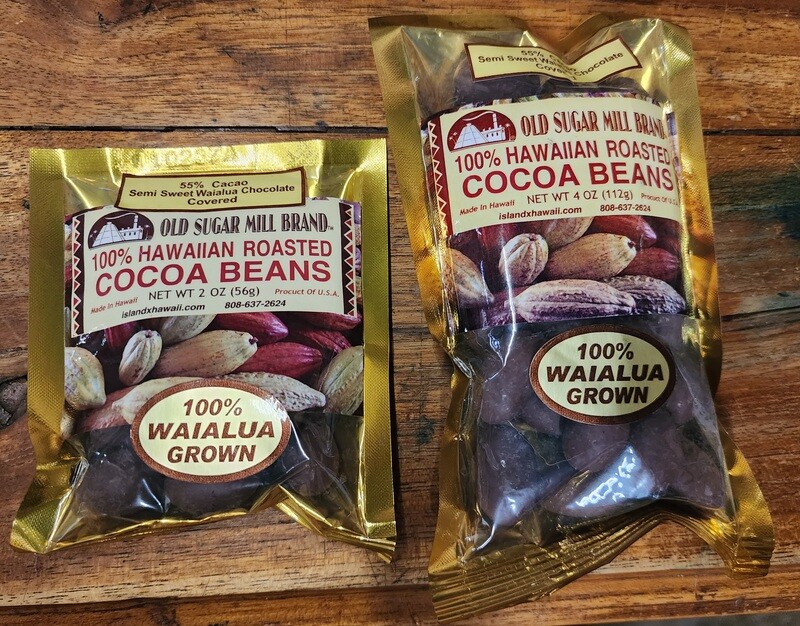 55% Cacao
Semi Sweet Waialua Chocolate
Covered
OLD SUGAR MILL BRAND™
100% HAWAIIAN ROASTED
COCOA BEANS
NET WT 2 OZ (56g)
Made In Hawaii
Procuct Of U.S.A.
islandxhawaii.com 808-637-2624
100%
WAIALUA
GROWN
55%
Semi Sweet Chocolate
Covered
OLD SUGAR MILL BRAND
100% HAWAIIAN ROASTED
COCOA BEANS
NET WT 4 OZ (112g)
Made In Hawaii
Procuct Of U.S.A.
islandxhawaii.com 808-637-2624
100%
WAIALUA
GROWN